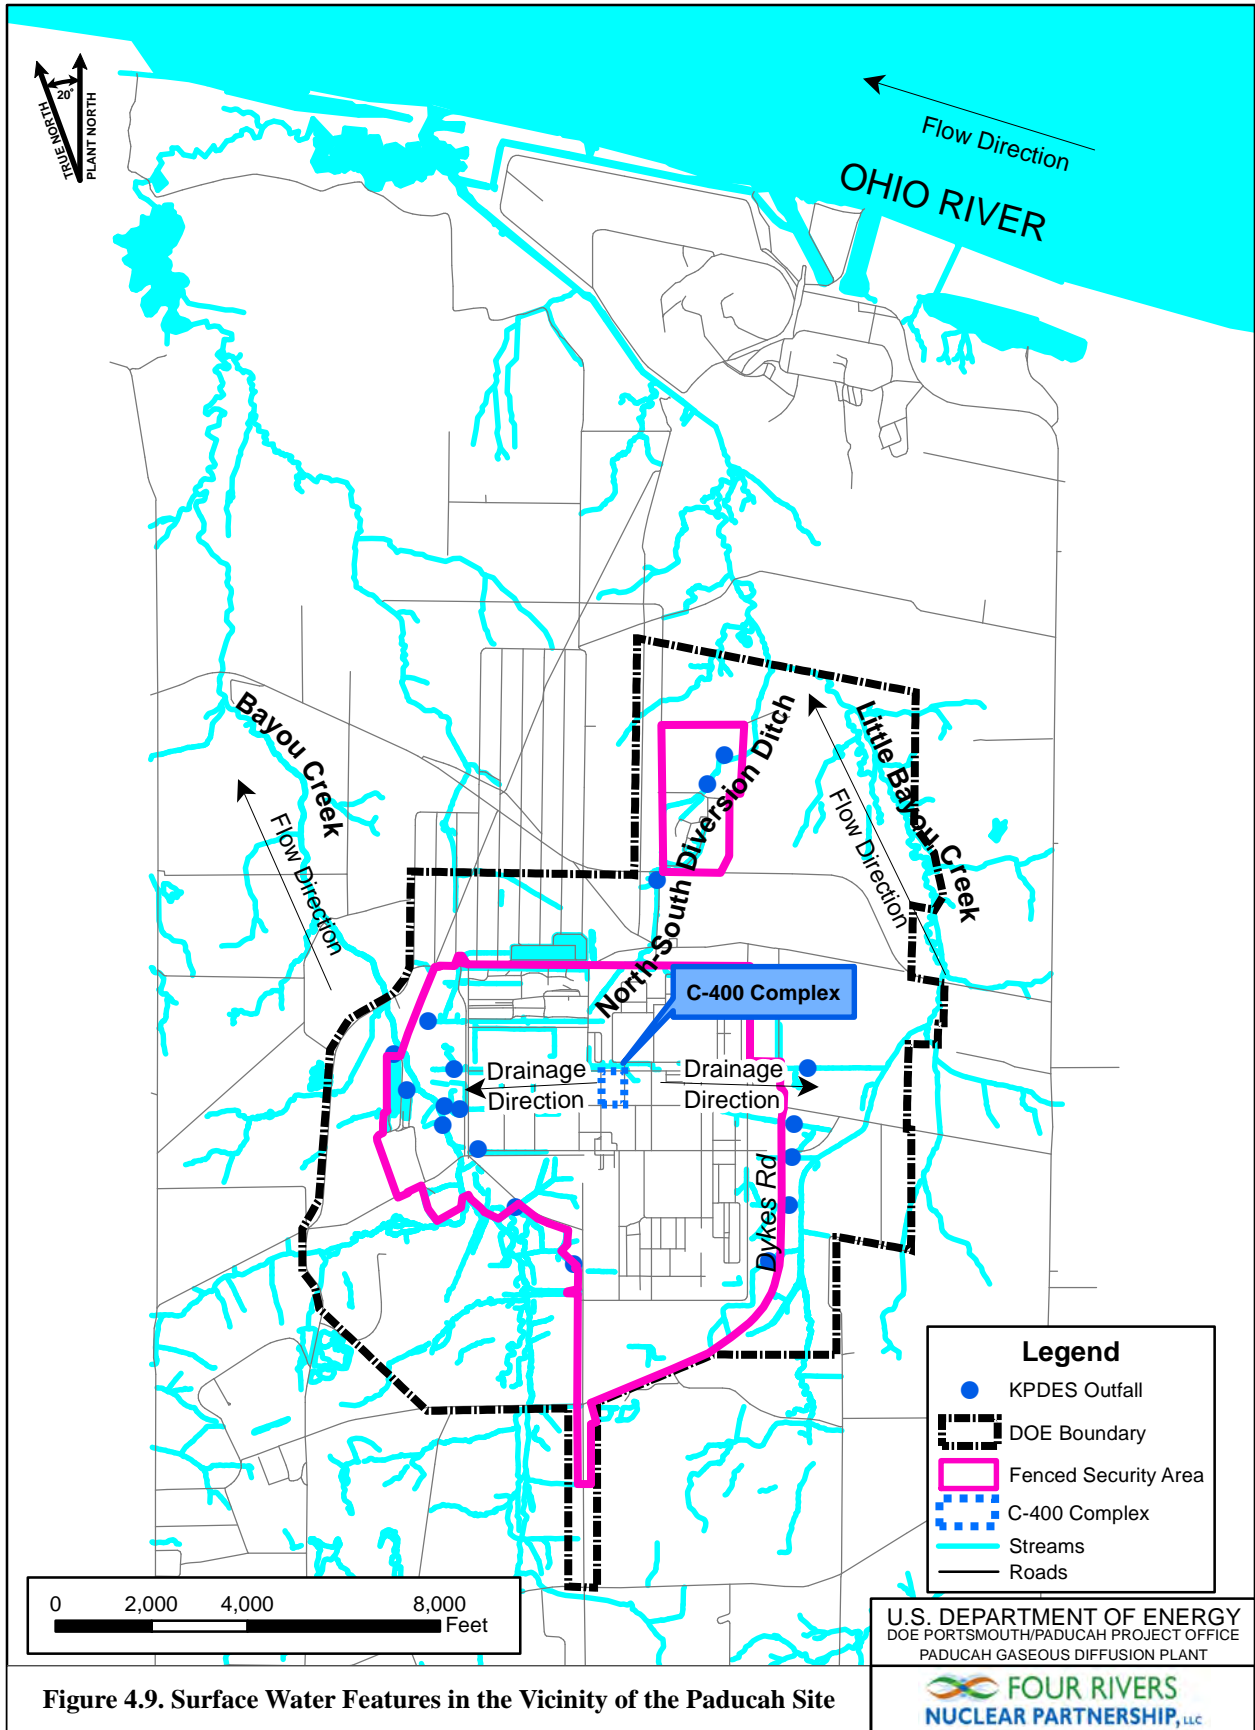 TRUE NORTH
20°
PLANT NORTH
Flow Direction
OHIO RIVER
Bayou Creek
Flow Direction
North-South Diversion Ditch
Little Bayou Creek
Flow Direction
C-400 Complex
Drainage
Direction
Drainage
Direction
Dykes Rd
Legend
KPDES Outfall
DOE Boundary
Fenced Security Area
C-400 Complex
Streams
Roads
0 2,000 4,000 8,000
Feet
U.S. DEPARTMENT OF ENERGY
DOE PORTSMOUTH/PADUCAH PROJECT OFFICE
PADUCAH GASEOUS DIFFUSION PLANT
Figure 4.9. Surface Water Features in the Vicinity of the Paducah Site
FOUR RIVERS
NUCLEAR PARTNERSHIP, LLC